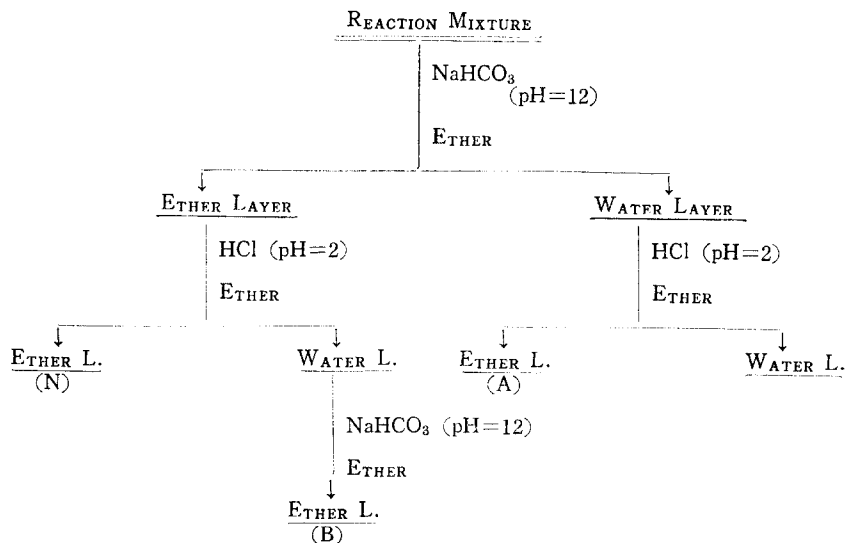 REACTION MIXTURE
NaHCO₃
(pH=12)
ETHER
ETHER LAYER
WATER LAYER
HCl (pH=2)
HCl (pH=2)
ETHER
ETHER
ETHER L.
WATER L.
ETHER L.
WATER L.
(N)
(A)
NaHCO₃ (pH=12)
ETHER
ETHER L.
(B)